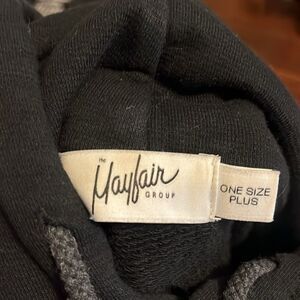 THE
Mayfair
GROUP
ONE SIZE
PLUS